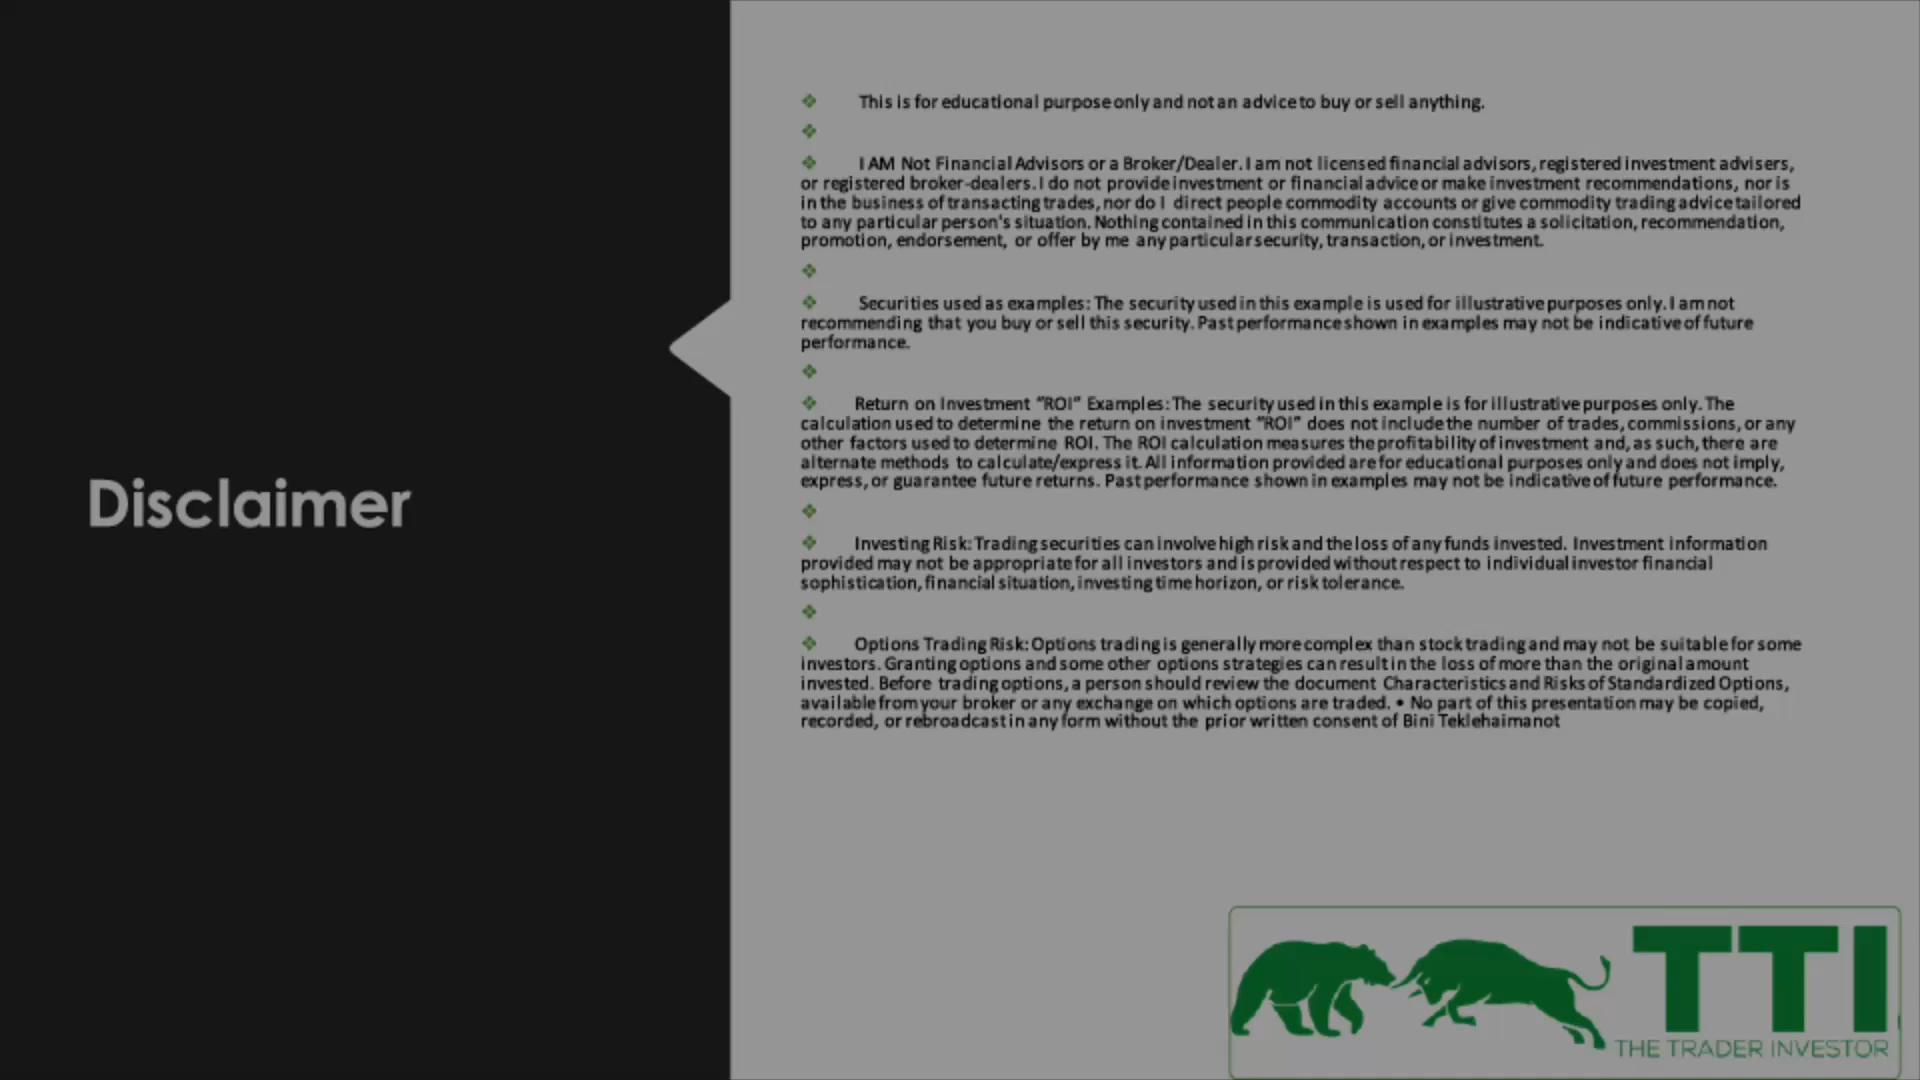 Disclaimer
This is for educational purpose only and not an advice to buy or sell anything.
I AM Not Financial Advisors or a Broker/Dealer. I am not licensed financial advisors, registered investment advisers,
or registered broker-dealers. I do not provide investment or financial advice or make investment recommendations, nor is
in the business of transacting trades, nor do I direct people commodity accounts or give commodity trading advice tailored
to any particular person's situation. Nothing contained in this communication constitutes a solicitation, recommendation,
promotion, endorsement, or offer by me any particular security, transaction, or investment.
Securities used as examples: The security used in this example is used for illustrative purposes only. I am not
recommending that you buy or sell this security. Past performance shown in examples may not be indicative of future
performance.
Return on Investment “ROI” Examples: The security used in this example is for illustrative purposes only. The
calculation used to determine the return on investment “ROI” does not include the number of trades, commissions, or any
other factors used to determine ROI. The ROI calculation measures the profitability of investment and, as such, there are
alternate methods to calculate/express it. All information provided are for educational purposes only and does not imply,
express, or guarantee future returns. Past performance shown in examples may not be indicative of future performance.
Investing Risk: Trading securities can involve high risk and the loss of any funds invested. Investment information
provided may not be appropriate for all investors and is provided without respect to individual investor financial
sophistication, financial situation, investing time horizon, or risk tolerance.
Options Trading Risk: Options trading is generally more complex than stock trading and may not be suitable for some
investors. Granting options and some other options strategies can result in the loss of more than the original amount
invested. Before trading options, a person should review the document Characteristics and Risks of Standardized Options,
available from your broker or any exchange on which options are traded. • No part of this presentation may be copied,
recorded, or rebroadcast in any form without the prior written consent of Bini Teklehaimanot
TTI
THE TRADER INVESTOR